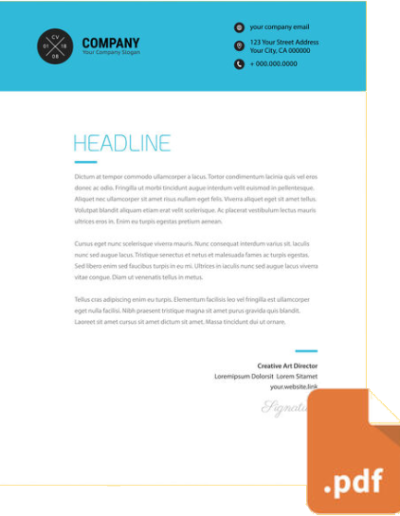 CV
01 18
08
COMPANY
Your Company Slogan
your company email
123 Your Street Address
Your City, CA 000000
+ 000.000.0000
HEADLINE
Dictum at tempor commodo ullamcorper a lacus. Tortor condimentum lacinia quis vel eros
donec ac odio. Fringilla ut morbi tincidunt augue interdum velit euismod in pellentesque.
Aliquet nec ullamcorper sit amet risus nullam eget felis. Viverra aliquet eget sit amet tellus.
Volutpat blandit aliquam etiam erat velit scelerisque. Ac placerat vestibulum lectus mauris
ultrices eros in. Enim eu turpis egestas pretium aenean.
Cursus eget nunc scelerisque viverra mauris. Nunc consequat interdum varius sit. Iaculis
nunc sed augue lacus. Tristique senectus et netus et malesuada fames ac turpis egestas.
Sed libero enim sed faucibus turpis in eu mi. Ultrices in iaculis nunc sed augue lacus viverra
vitae congue. Diam ut venenatis tellus in metus.
Tellus cras adipiscing enim eu turpis. Elementum facilisis leo vel fringilla est ullamcorper
eget nulla facilisi. Nibh praesent tristique magna sit amet purus gravida quis blandit.
Laoreet sit amet cursus sit amet dictum sit amet. Massa tincidunt dui ut ornare.
Creative Art Director
Loremipsum Dolorsit Lorem Sitamet
your.website.link
Signatu
.pdf